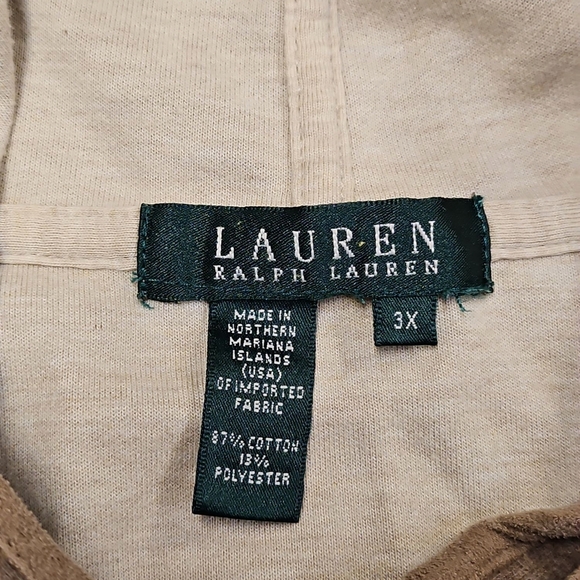 LAUREN
RALPH LAUREN
MADE IN
NORTHERN
MARIANA
ISLANDS
(USA)
OF IMPORTED
FABRIC
87% COTTON
13%
POLYESTER
3X